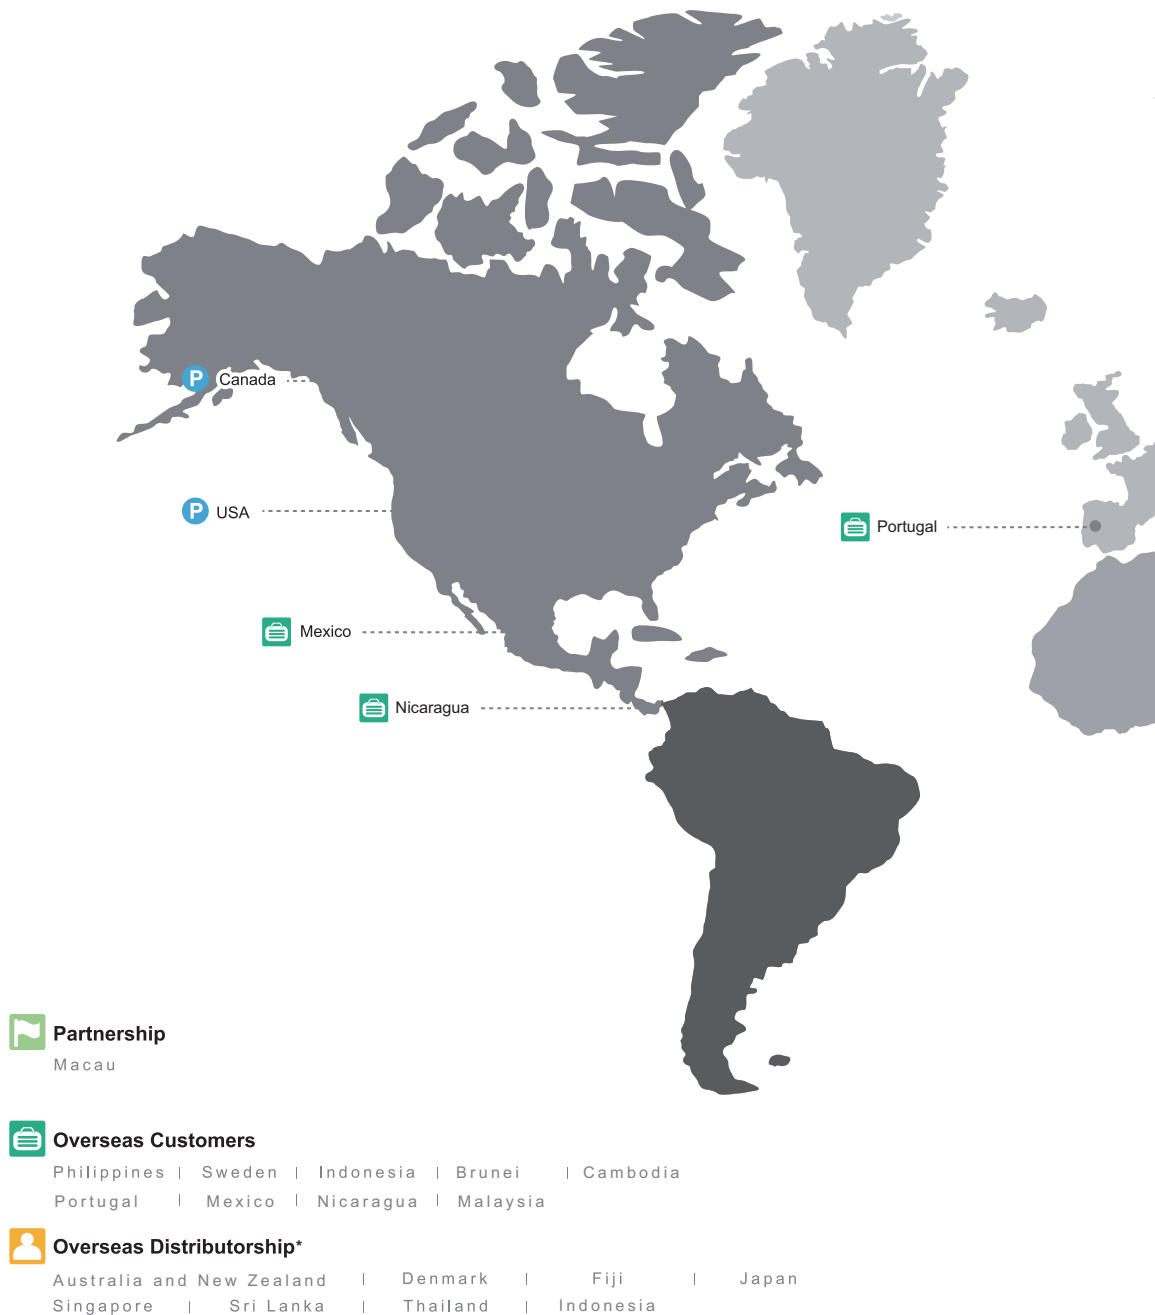 P Canada
P USA
Portugal
Mexico
Nicaragua
Partnership
Macau
Overseas Customers
Philippines | Sweden | Indonesia | Brunei | Cambodia
Portugal | Mexico | Nicaragua | Malaysia
Overseas Distributorship*
Australia and New Zealand | Denmark | Fiji | Japan
Singapore | Sri Lanka | Thailand | Indonesia